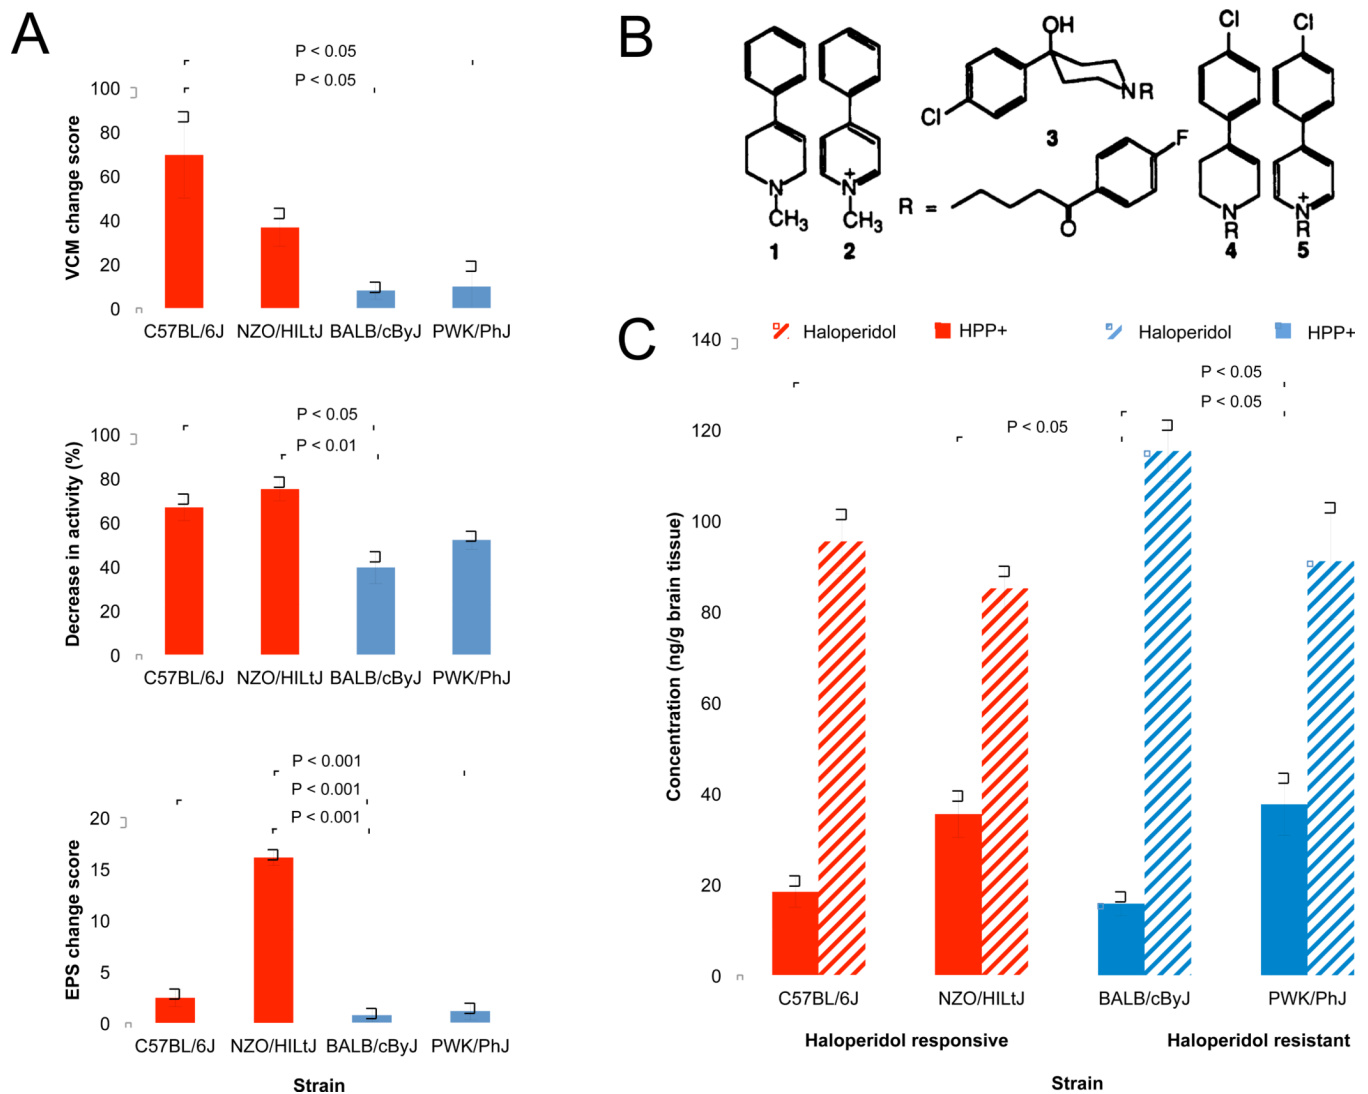 A
P < 0.05
P < 0.05
VCM change score
100
80
60
40
20
0
C57BL/6J NZO/HILtJ BALB/cByJ PWK/PhJ
P < 0.05
P < 0.01
Decrease in activity (%)
100
80
60
40
20
0
C57BL/6J NZO/HILtJ BALB/cByJ PWK/PhJ
P < 0.001
P < 0.001
P < 0.001
EPS change score
20
15
10
5
0
C57BL/6J NZO/HILtJ BALB/cByJ PWK/PhJ
Strain
B
N
CH3
1
N
+
CH3
2
OH
Cl
NR
3
R =
O
F
Cl
N
R
4
Cl
+
N
R
5
C
Haloperidol HPP+ Haloperidol HPP+
P < 0.05
P < 0.05
P < 0.05
Concentration (ng/g brain tissue)
140
120
100
80
60
40
20
0
C57BL/6J NZO/HILtJ BALB/cByJ PWK/PhJ
Haloperidol responsive Haloperidol resistant
Strain